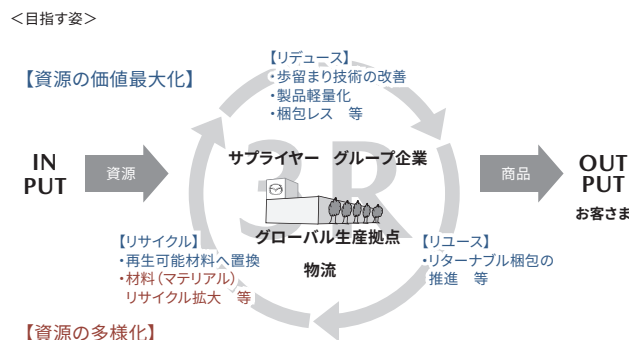 ＜目指す姿＞
【資源の価値最大化】
【リデュース】
・歩留まり技術の改善
・製品軽量化
・梱包レス　等
3R
サプライヤー　グループ企業
IN
PUT
資源
商品
OUT
PUT
お客さま
グローバル生産拠点
物流
【リサイクル】
・再生可能材料へ置換
・材料（マテリアル）
リサイクル拡大　等
【リユース】
・リターナブル梱包の
推進　等
【資源の多様化】